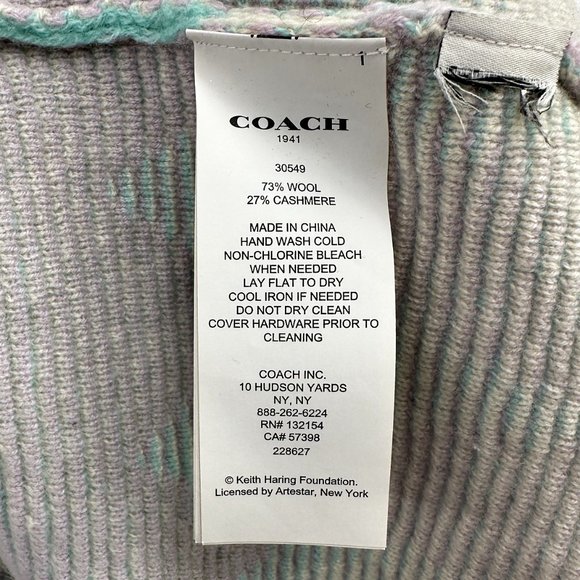 COACH
1941
30549
73% WOOL
27% CASHMERE
MADE IN CHINA
HAND WASH COLD
NON-CHLORINE BLEACH
WHEN NEEDED
LAY FLAT TO DRY
COOL IRON IF NEEDED
DO NOT DRY CLEAN
COVER HARDWARE PRIOR TO
CLEANING
COACH INC.
10 HUDSON YARDS
NY, NY
888-262-6224
RN# 132154
CA# 57398
228627
© Keith Haring Foundation.
Licensed by Artestar, New York